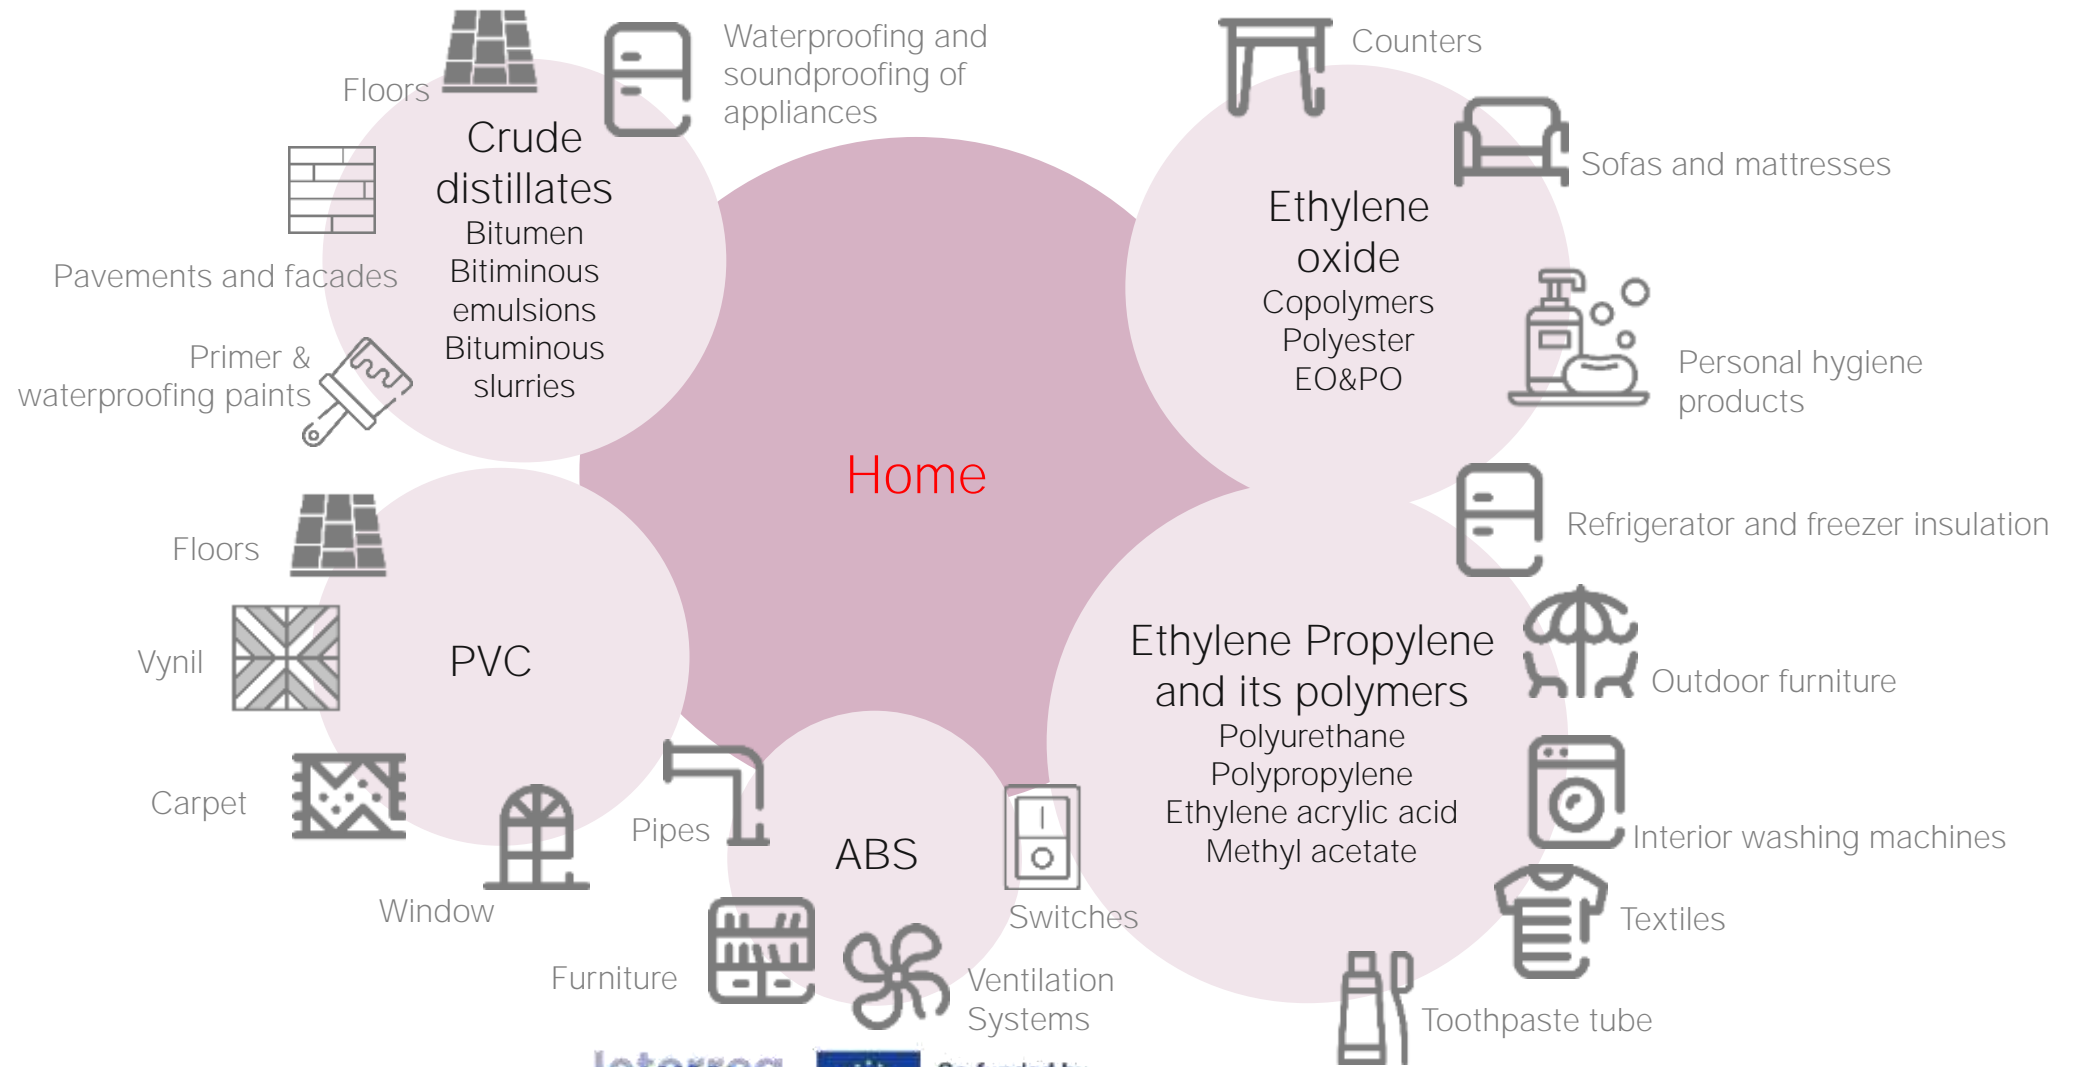 Floors
Waterproofing and
soundproofing of
appliances
Crude
distillates
Bitumen
Bitiminous
emulsions
Bituminous
slurries
Pavements and facades
Primer &
waterproofing paints
Counters
Sofas and mattresses
Ethylene
oxide
Copolymers
Polyester
EO&PO
Personal hygiene
products
Home
Floors
Vynil
PVC
Carpet
Window
Pipes
ABS
Furniture
Switches
Ventilation
Systems
Refrigerator and freezer insulation
Ethylene Propylene
and its polymers
Polyurethane
Polypropylene
Ethylene acrylic acid
Methyl acetate
Outdoor furniture
Interior washing machines
Textiles
Toothpaste tube
Interreg